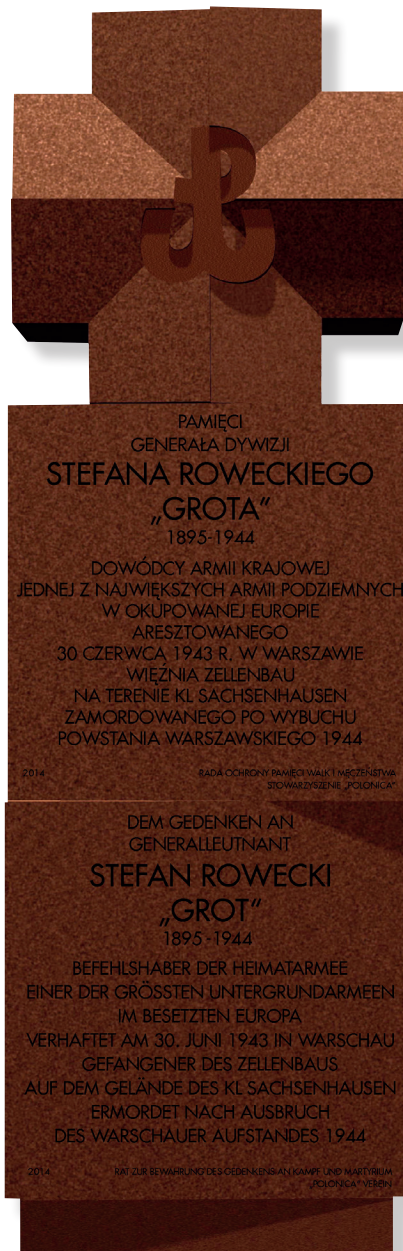 PAMIĘCI
GENERAŁA DYWIZJI
STEFANA ROWECKIEGO
„GROTA“
1895-1944
DOWÓDCY ARMII KRAJOWEJ
JEDNEJ Z NAJWIĘKSZYCH ARMII PODZIEMNYCH
W OKUPOWANEJ EUROPIE
ARESZTOWANEGO
30 CZERWCA 1943 R. W WARSZAWIE
WIĘŹNIA ZELLENBAU
NA TERENIE KL SACHSENHAUSEN
ZAMORDOWANEGO PO WYBUCHU
POWSTANIA WARSZAWSKIEGO 1944
2014 RADA OCHRONY PAMIĘCI WALK I MĘCZEŃSTWA
STOWARZYSZENIE „POLONICA“
DEM GEDENKEN AN
GENERALLEUTNANT
STEFAN ROWECKI
„GROT“
1895-1944
BEFEHLSHABER DER HEIMATARMEE
EINER DER GRÖSSTEN UNTERGRUNDARMEEN
IM BESETZTEN EUROPA
VERHAFTET AM 30. JUNI 1943 IN WARSCHAU
GEFANGENER DES ZELLENBAUS
AUF DEM GELÄNDE DES KL SACHSENHAUSEN
ERMORDET NACH AUSBRUCH
DES WARSCHAUER AUFSTANDES 1944
2014 RAT ZUR BEWAHRUNG DES GEDENKENS AN KAMPF UND MARTYRIUM
„POLONICA“ VEREIN